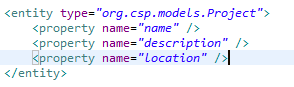 <entity type="org.csp.models.Project">
<property name="name" />
<property name="description" />
<property name="location" />
</entity>